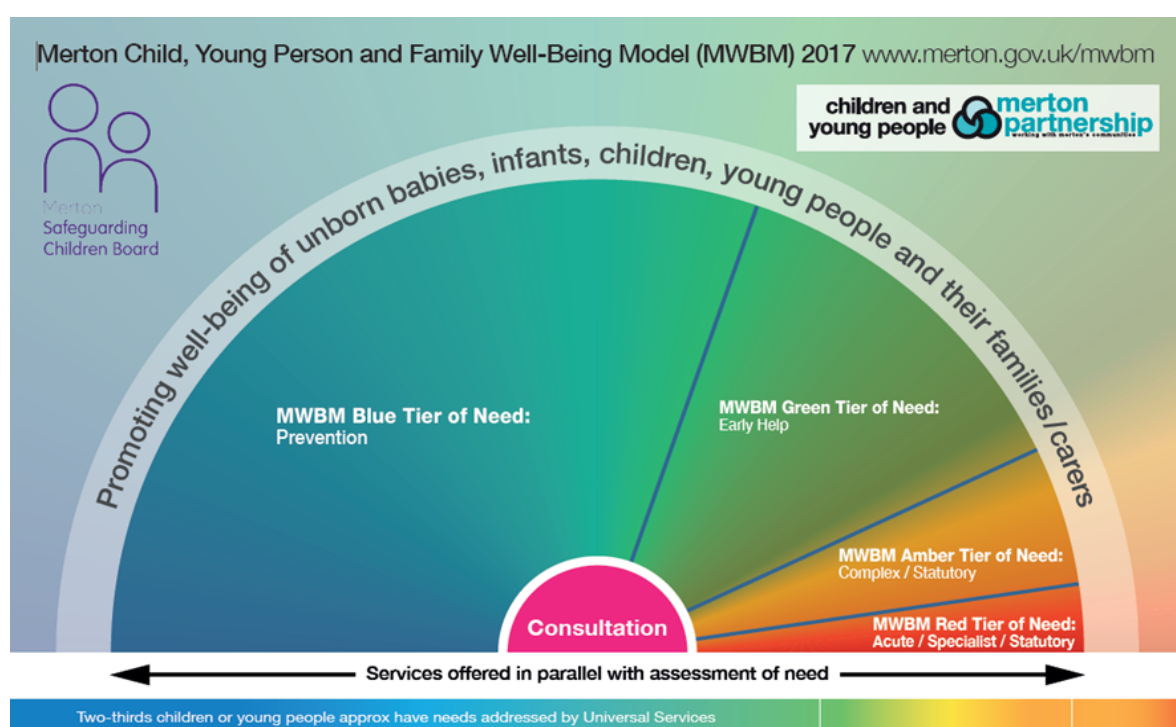 Merton Child, Young Person and Family Well-Being Model (MWBM) 2017 www.merton.gov.uk/mwbm
Merton
Safeguarding
Children Board
children and
young people
merton
partnership
working with merton's communities
Promoting well-being of unborn babies, infants, children, young people and their families/carers
MWBM Blue Tier of Need:
Prevention
MWBM Green Tier of Need:
Early Help
MWBM Amber Tier of Need:
Complex / Statutory
MWBM Red Tier of Need:
Acute / Specialist / Statutory
Consultation
Services offered in parallel with assessment of need
Two-thirds children or young people approx have needs addressed by Universal Services